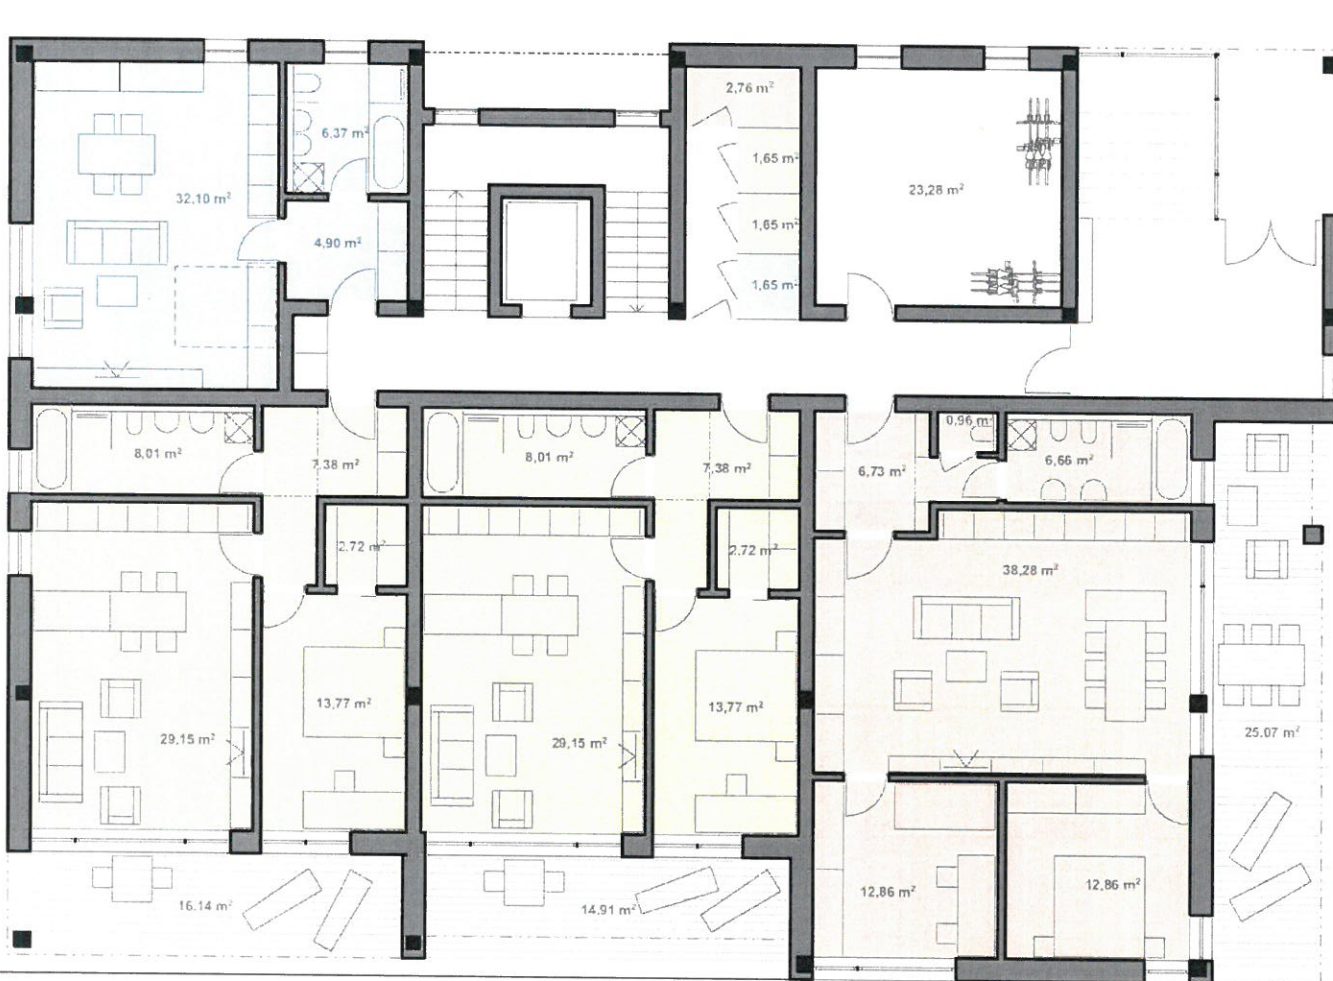 2,76 m²
6,37 m²
1,65 m²
32,10 m²
23,28 m²
1,65 m²
4,90 m²
1,65 m²
0,96 m
8,01 m²
8,01 m²
6,66 m²
7,38 m²
7,38 m²
6,73 m²
2.72 m²
2.72 m²
38,28 m²
13,77 m²
13,77 m²
29,15 m²
29,15 m²
25.07 m²
12,86 m²
12,86 m²
16.14 m²
14,91 m²